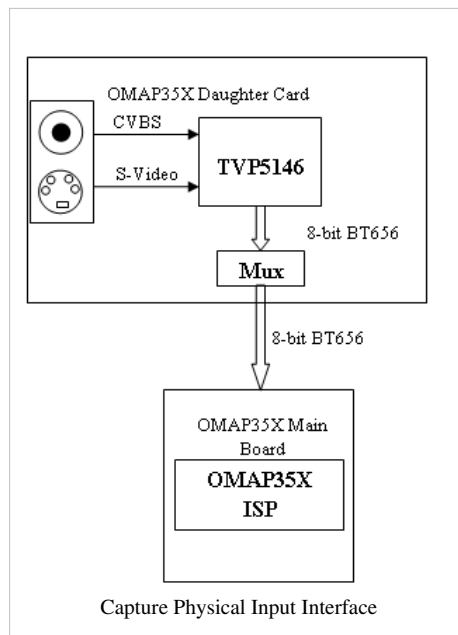 OMAP35X Daughter Card
CVBS
TVP5146
S-Video
8-bit BT656
Mux
8-bit BT656
OMAP35X Main
Board
OMAP35X
ISP
Capture Physical Input Interface